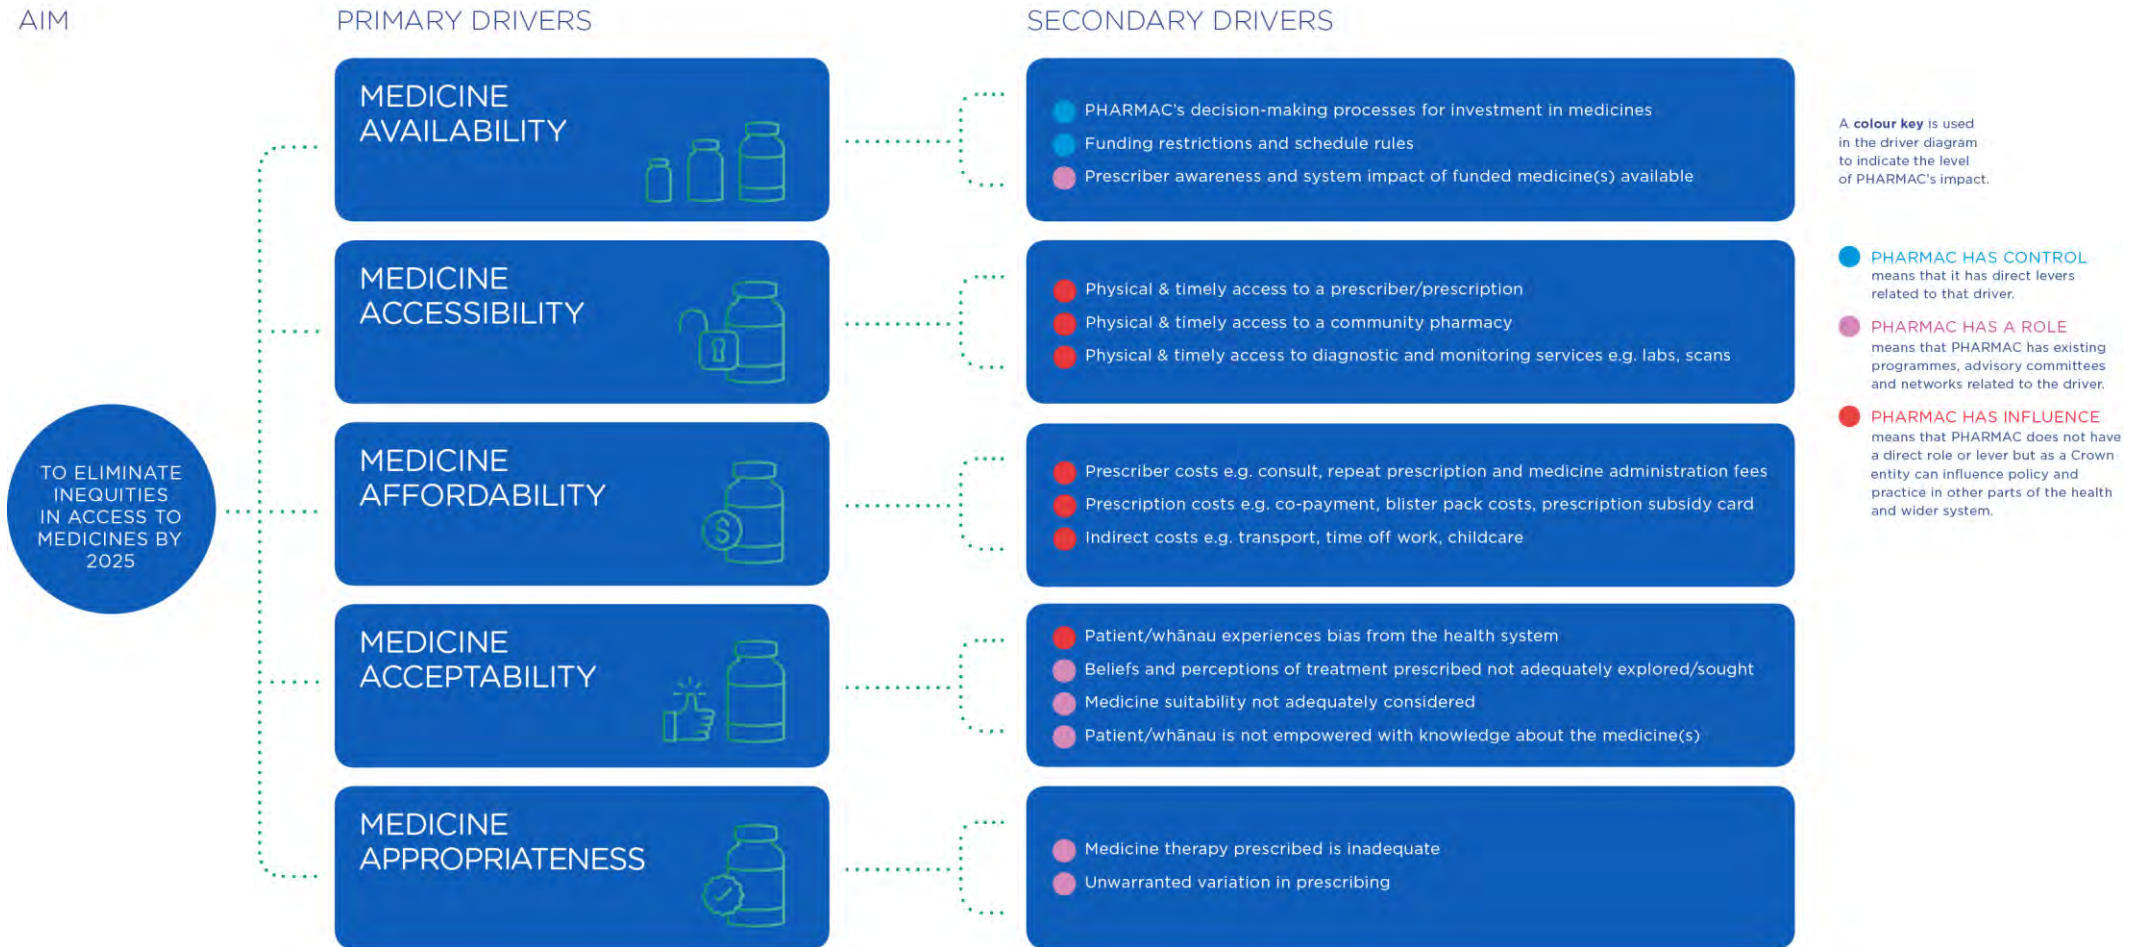 AIM
PRIMARY DRIVERS
SECONDARY DRIVERS
TO ELIMINATE
INEQUITIES
IN ACCESS TO
MEDICINES BY
2025
MEDICINE
AVAILABILITY
PHARMAC's decision-making processes for investment in medicines
Funding restrictions and schedule rules
Prescriber awareness and system impact of funded medicine(s) available
MEDICINE
ACCESSIBILITY
Physical & timely access to a prescriber/prescription
Physical & timely access to a community pharmacy
Physical & timely access to diagnostic and monitoring services e.g. labs, scans
MEDICINE
AFFORDABILITY
$
Prescriber costs e.g. consult, repeat prescription and medicine administration fees
Prescription costs e.g. co-payment, blister pack costs, prescription subsidy card
Indirect costs e.g. transport, time off work, childcare
MEDICINE
ACCEPTABILITY
Patient/whānau experiences bias from the health system
Beliefs and perceptions of treatment prescribed not adequately explored/sought
Medicine suitability not adequately considered
Patient/whānau is not empowered with knowledge about the medicine(s)
MEDICINE
APPROPRIATENESS
Medicine therapy prescribed is inadequate
Unwarranted variation in prescribing
A colour key is used
in the driver diagram
to indicate the level
of PHARMAC's impact.
PHARMAC HAS CONTROL
means that it has direct levers
related to that driver.
PHARMAC HAS A ROLE
means that PHARMAC has existing
programmes, advisory committees
and networks related to the driver.
PHARMAC HAS INFLUENCE
means that PHARMAC does not have
a direct role or lever but as a Crown
entity can influence policy and
practice in other parts of the health
and wider system.